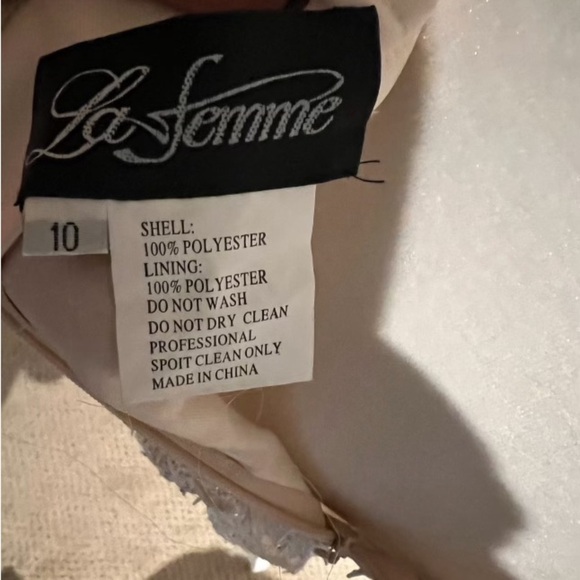 La Femme
10
SHELL:
100% POLYESTER
LINING:
100% POLYESTER
DO NOT WASH
DO NOT DRY CLEAN
PROFESSIONAL
SPOIT CLEAN ONLY
MADE IN CHINA